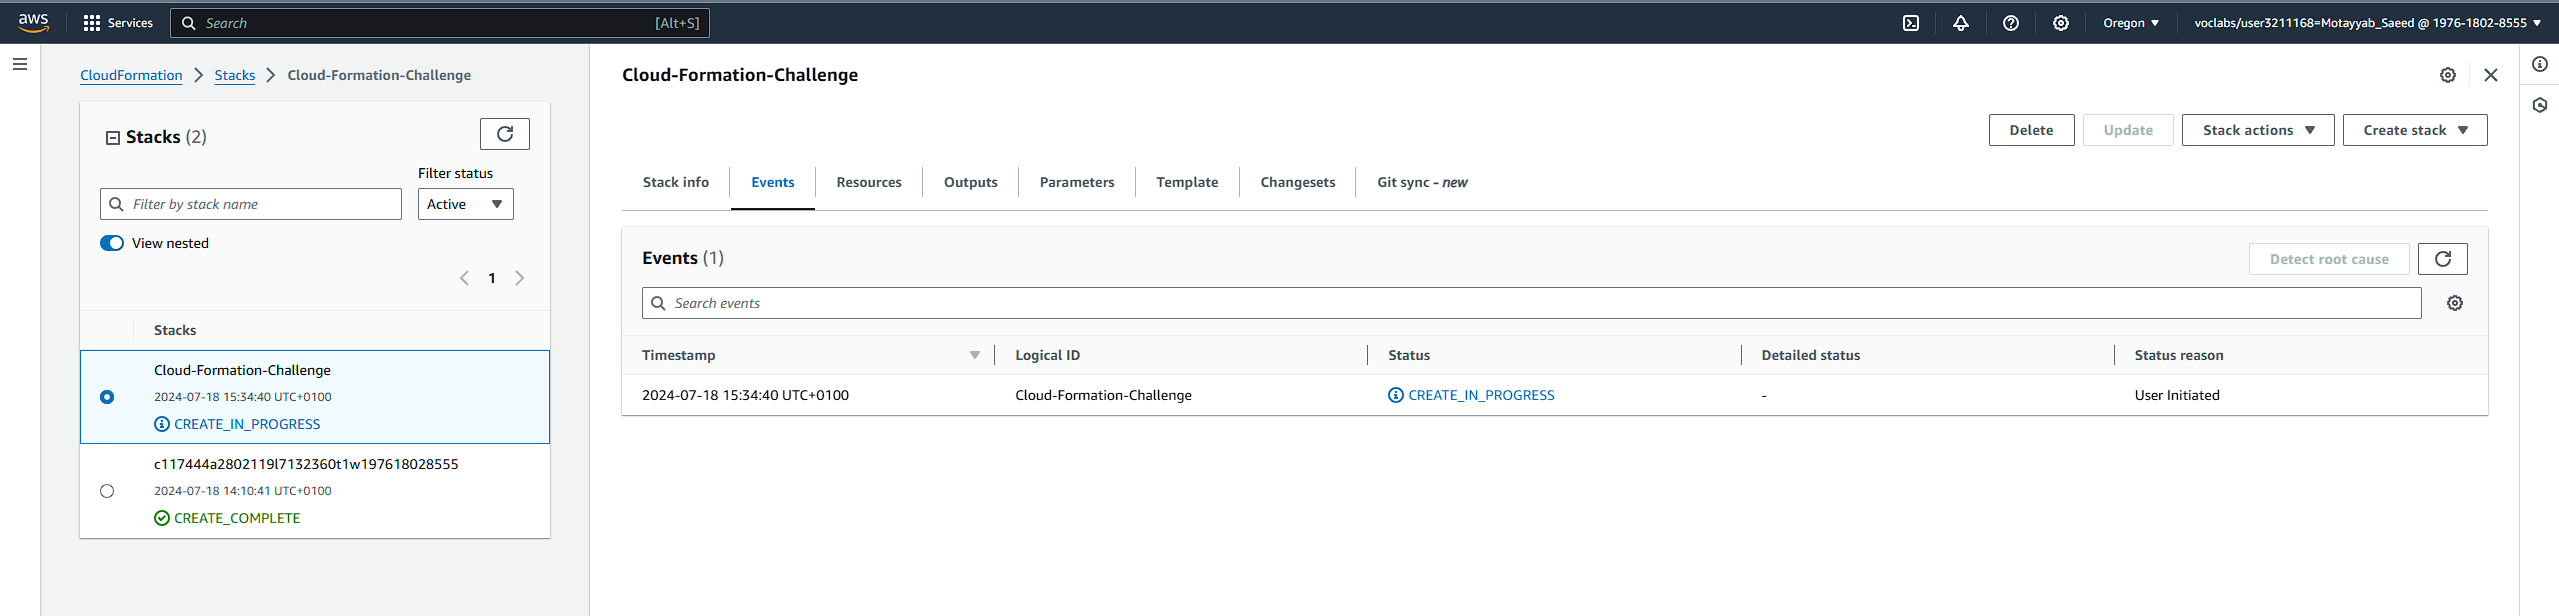 aws Services Search [Alt+S] Oregon voclabs/user3211168=Motayyab_Saeed @ 1976-1802-8555
CloudFormation Stacks Cloud-Formation-Challenge
Stacks (2)
Filter status
Filter by stack name Active
View nested
1
Stacks
Cloud-Formation-Challenge
2024-07-18 15:34:40 UTC+0100
CREATE_IN_PROGRESS
c117444a2802119l7132360t1w197618028555
2024-07-18 14:10:41 UTC+0100
CREATE_COMPLETE
Cloud-Formation-Challenge
Delete Update Stack actions Create stack
Stack info Events Resources Outputs Parameters Template Changesets Git sync - new
Events (1)
Detect root cause
Search events
Timestamp Logical ID Status Detailed status Status reason
2024-07-18 15:34:40 UTC+0100 Cloud-Formation-Challenge CREATE_IN_PROGRESS - User Initiated